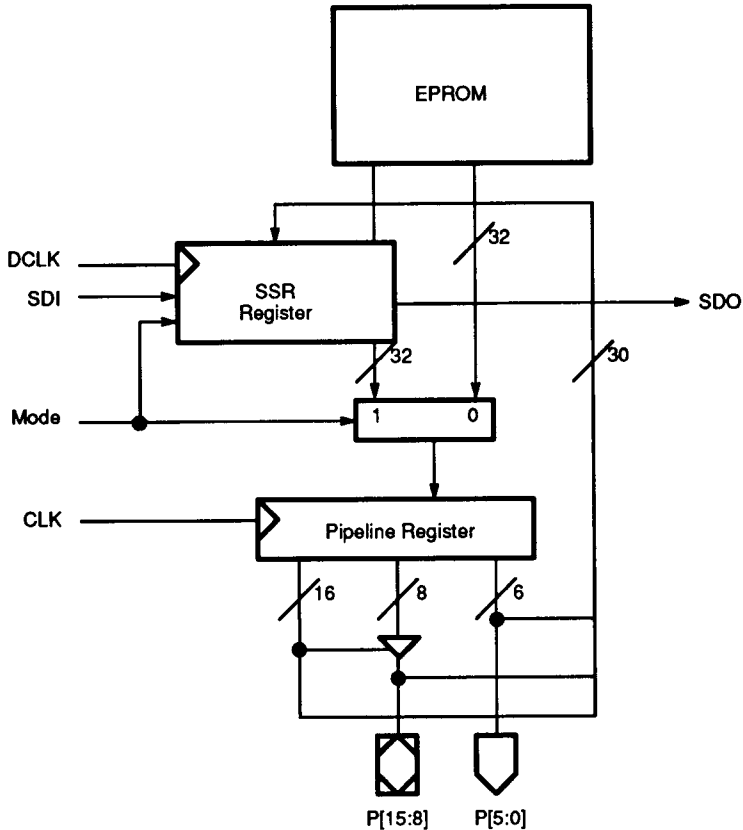 EPROM
32
DCLK
SDI
SSR
Register
SDO
32
30
Mode
1 0
CLK
Pipeline Register
16 8 6
P[15:8] P[5:0]